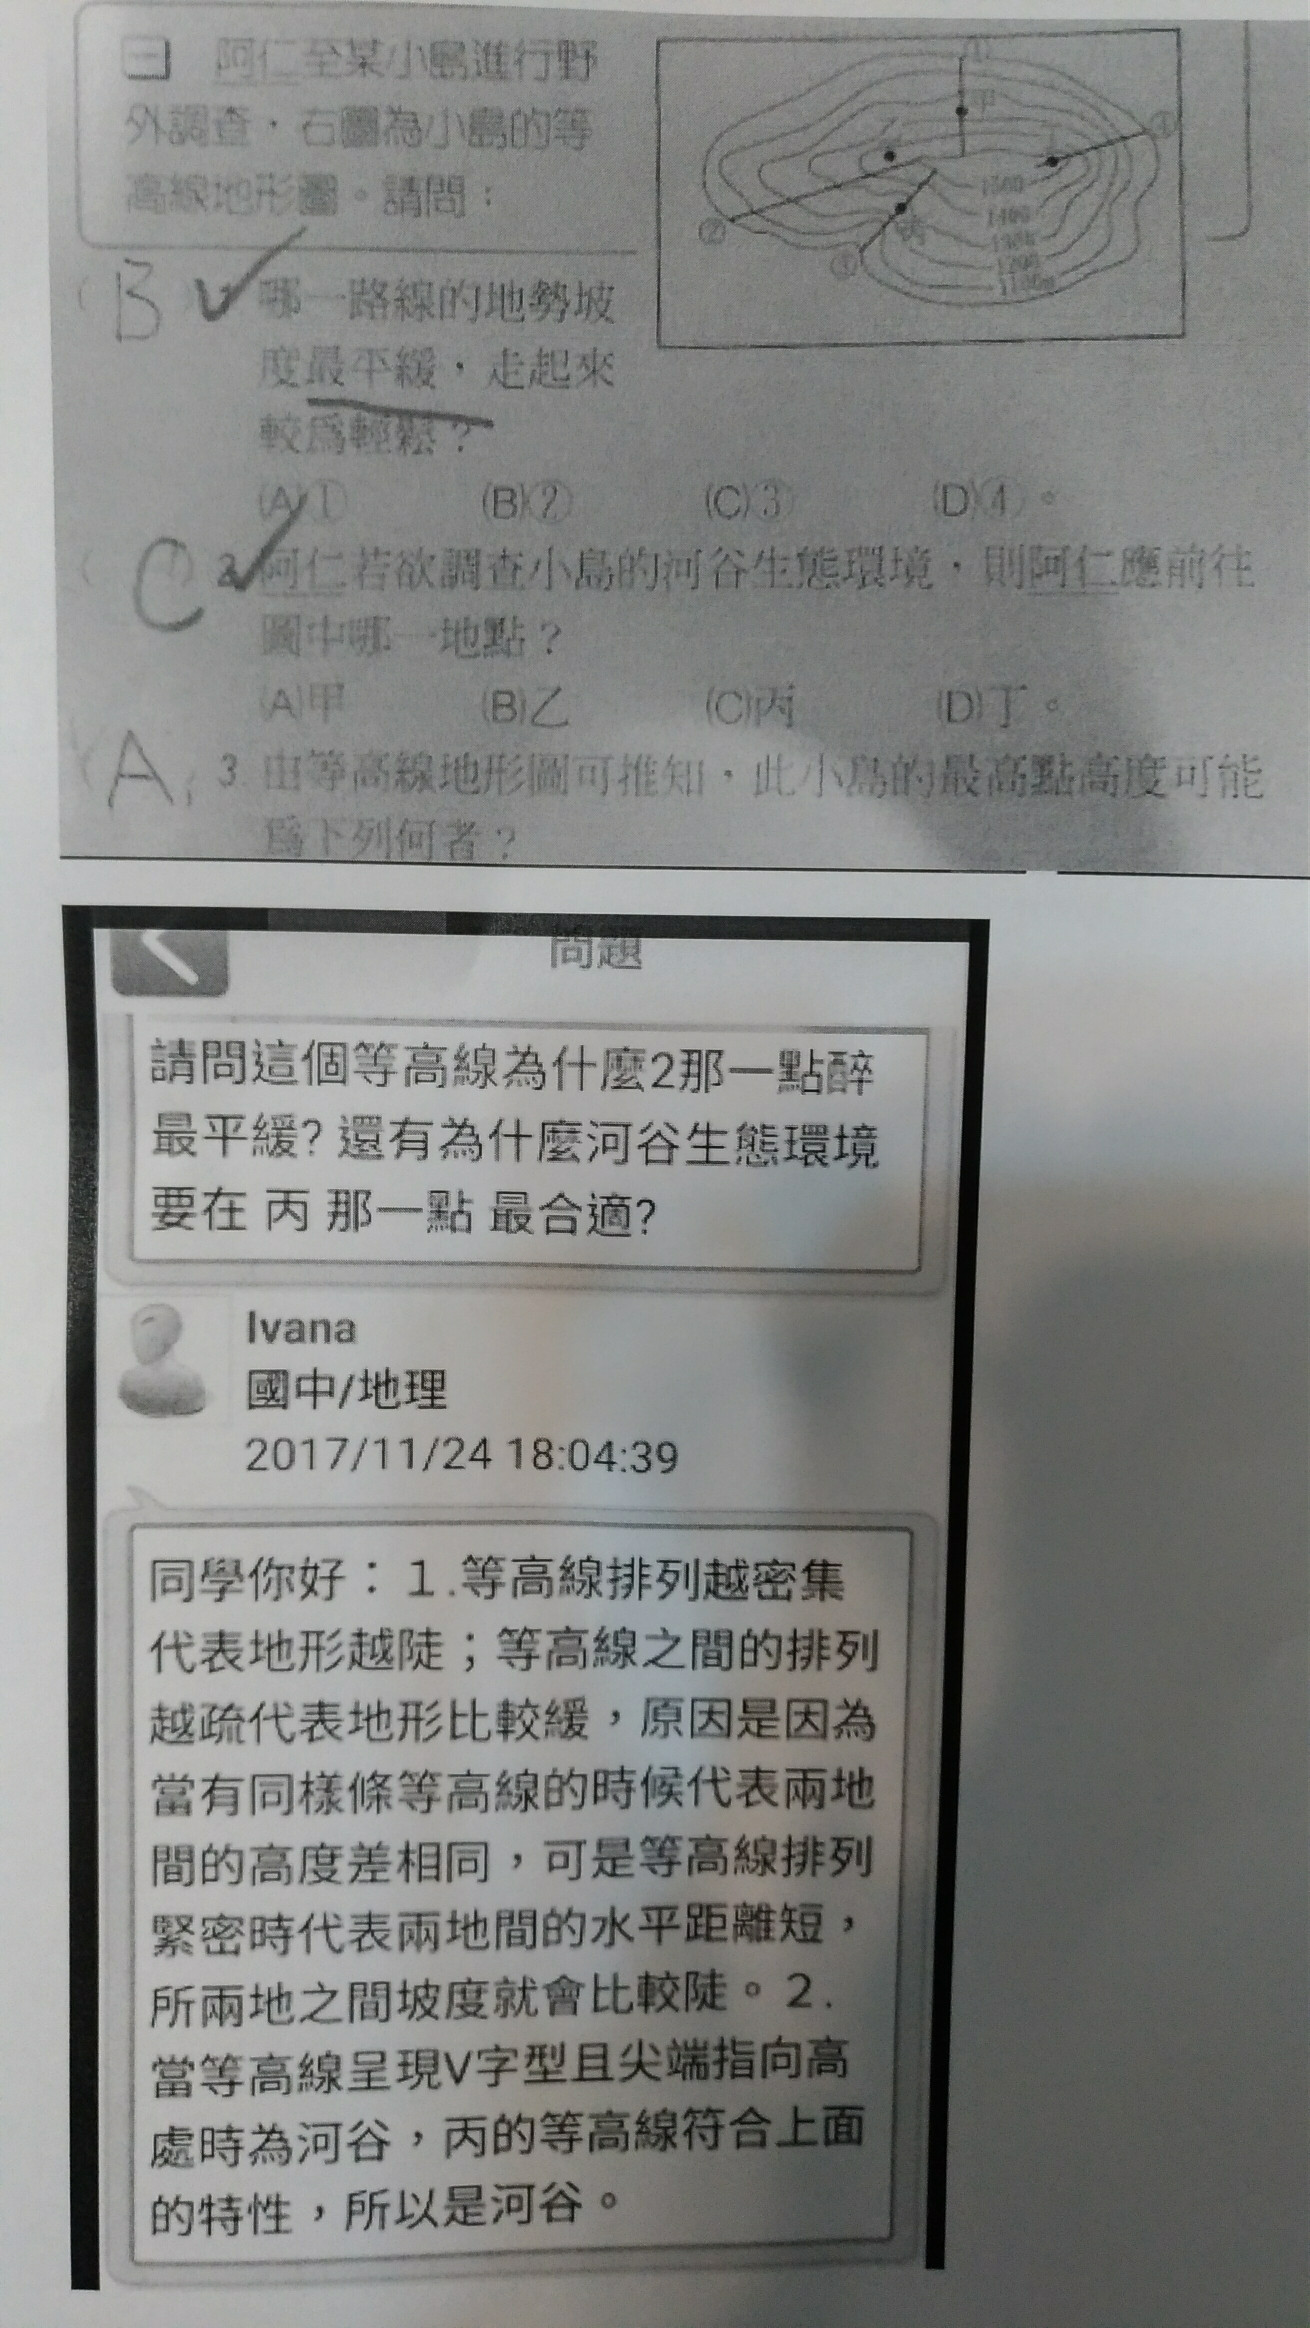 一 阿仁至某小島進行野
外調查，右圖為小島的等
高線地形圖。請問：
甲
丁
丙
②
③
1500
1400
1300
1200
1100m
B
哪一路線的地勢坡
度最平緩，走起來
較為輕鬆？
(A)① (B)② (C)③ (D)④。
C 2. 阿仁若欲調查小島的河谷生態環境，則阿仁應前往
圖中哪一地點？
(A)甲 (B)乙 (C)丙 (D)丁。
A 3. 由等高線地形圖可推知，此小島的最高點高度可能
為下列何者？
問題
請問這個等高線為什麼2那一點醉
最平緩? 還有為什麼河谷生態環境
要在 丙 那一點 最合適?
Ivana
國中/地理
2017/11/24 18:04:39
同學你好：１.等高線排列越密集
代表地形越陡；等高線之間的排列
越疏代表地形比較緩，原因是因為
當有同樣條等高線的時候代表兩地
間的高度差相同，可是等高線排列
緊密時代表兩地間的水平距離短，
所兩地之間坡度就會比較陡。２.
當等高線呈現V字型且尖端指向高
處時為河谷，丙的等高線符合上面
的特性，所以是河谷。